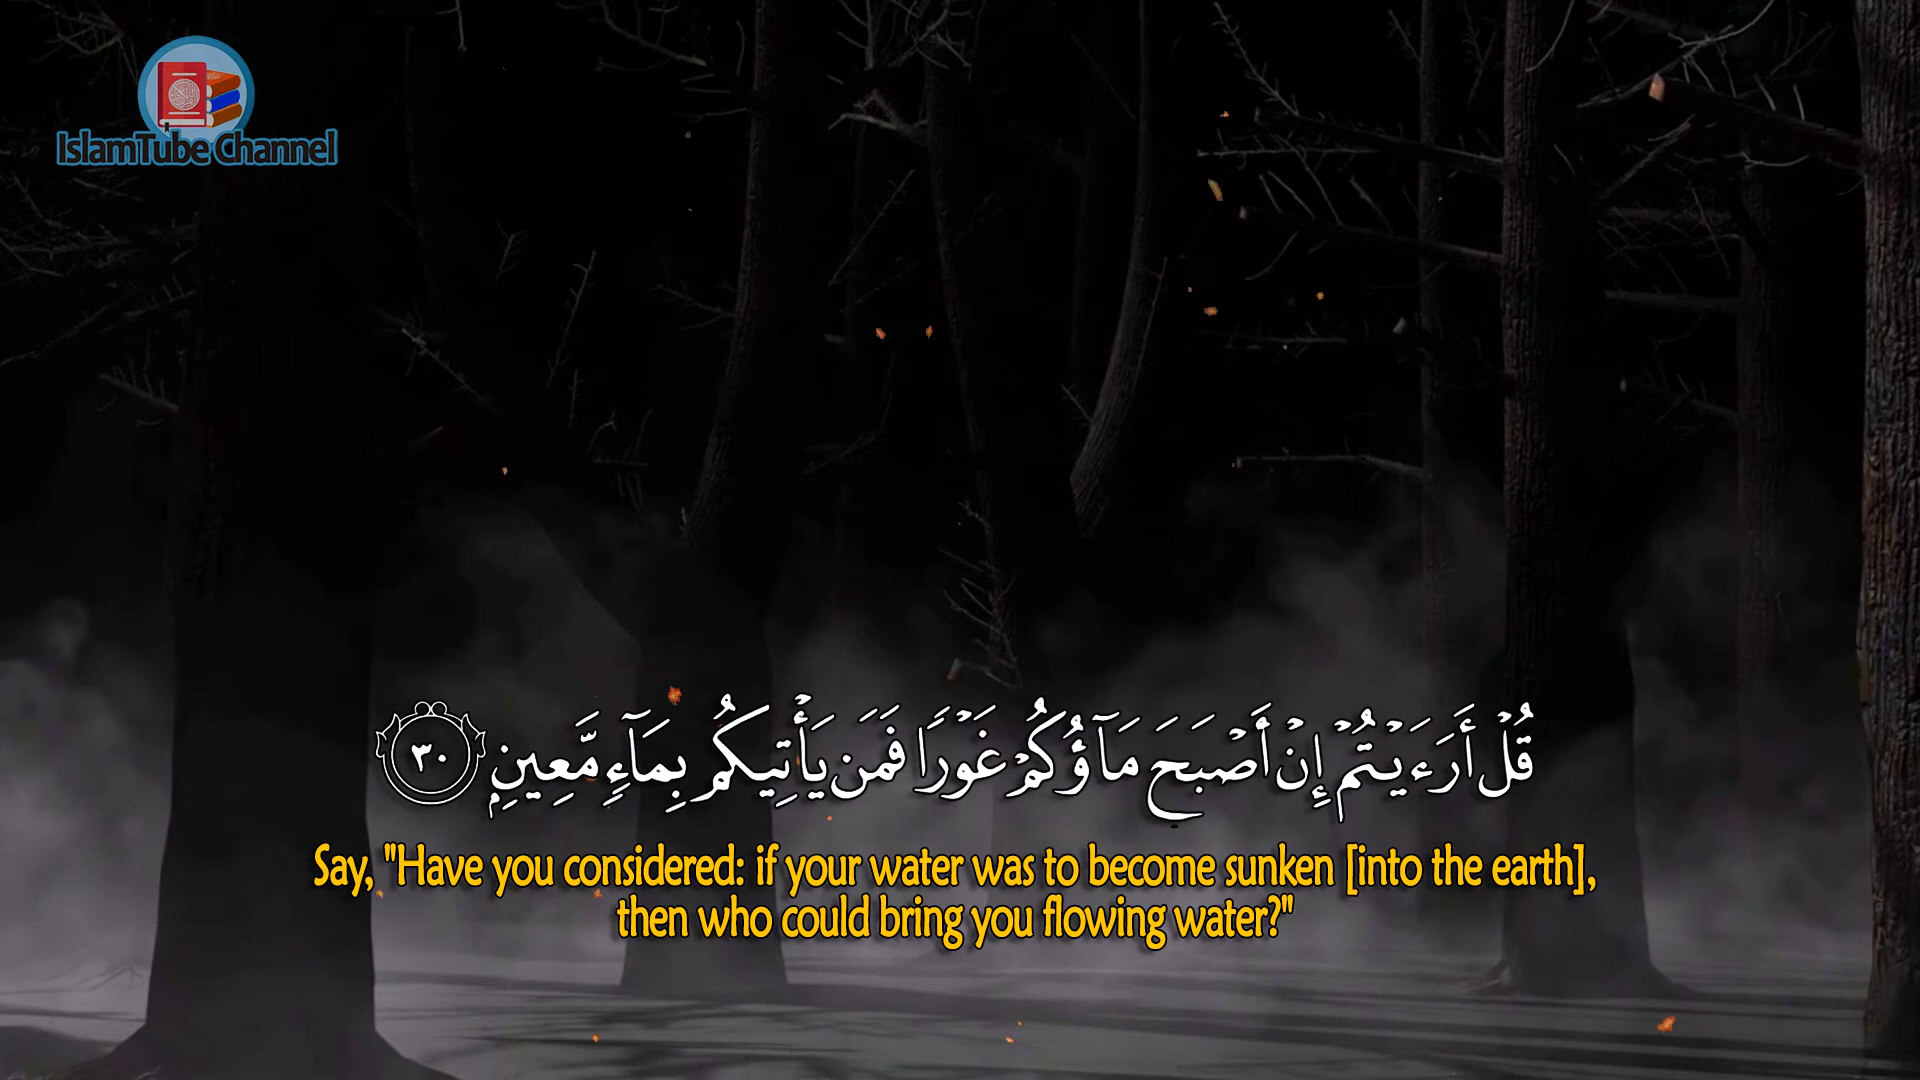 IslamTube Channel
قُلْ أَرَءَيْتُمْ إِنْ أَصْبَحَ مَآؤُكُمْ غَوْرًا فَمَن يَأْتِيكُم بِمَآءٍ مَّعِينٍۭ ٣٠
Say, "Have you considered: if your water was to become sunken [into the earth],
then who could bring you flowing water?"